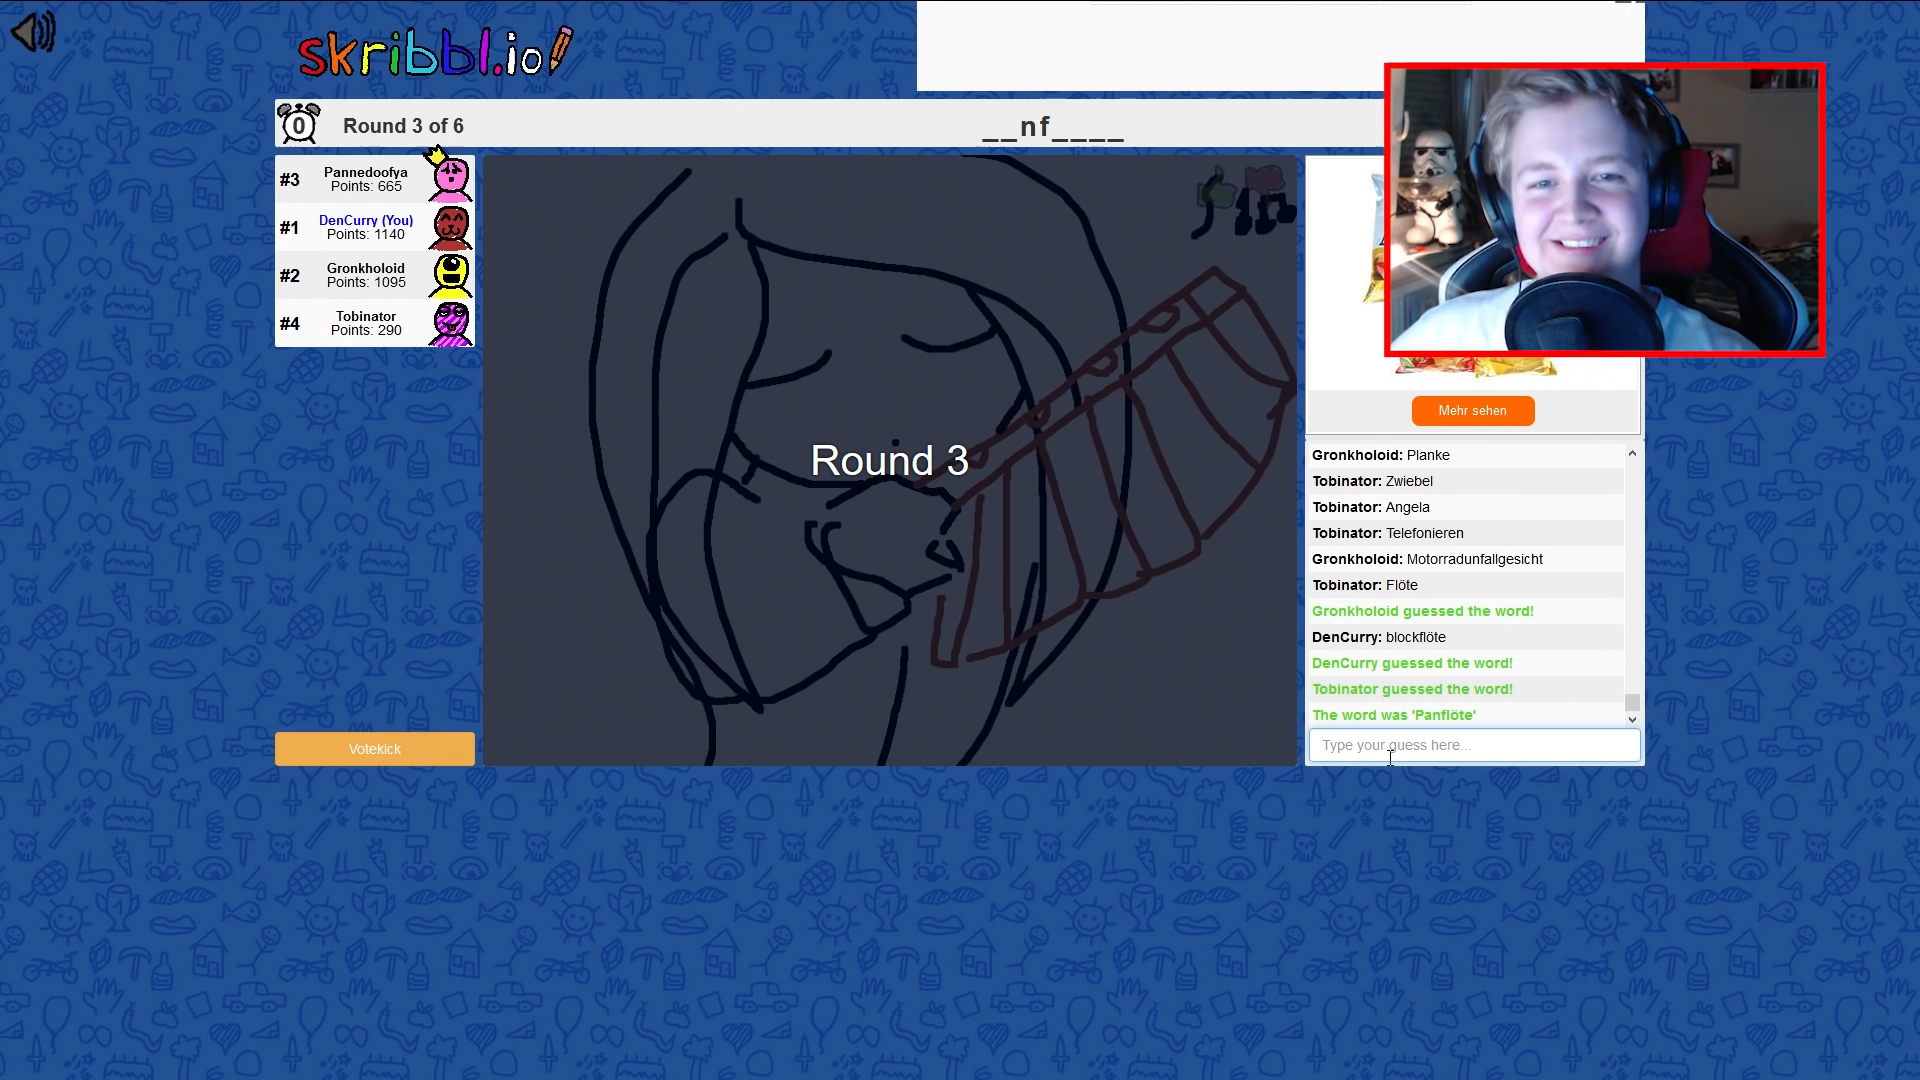 skribbl.io
0
Round 3 of 6
__nf____
#3
Pannedoofya
Points: 665
#1
DenCurry (You)
Points: 1140
#2
Gronkholoid
Points: 1095
#4
Tobinator
Points: 290
Votekick
Round 3
Mehr sehen
Gronkholoid: Planke
Tobinator: Zwiebel
Tobinator: Angela
Tobinator: Telefonieren
Gronkholoid: Motorradunfallgesicht
Tobinator: Flöte
Gronkholoid guessed the word!
DenCurry: blockflöte
DenCurry guessed the word!
Tobinator guessed the word!
The word was 'Panflöte'
Type your guess here...